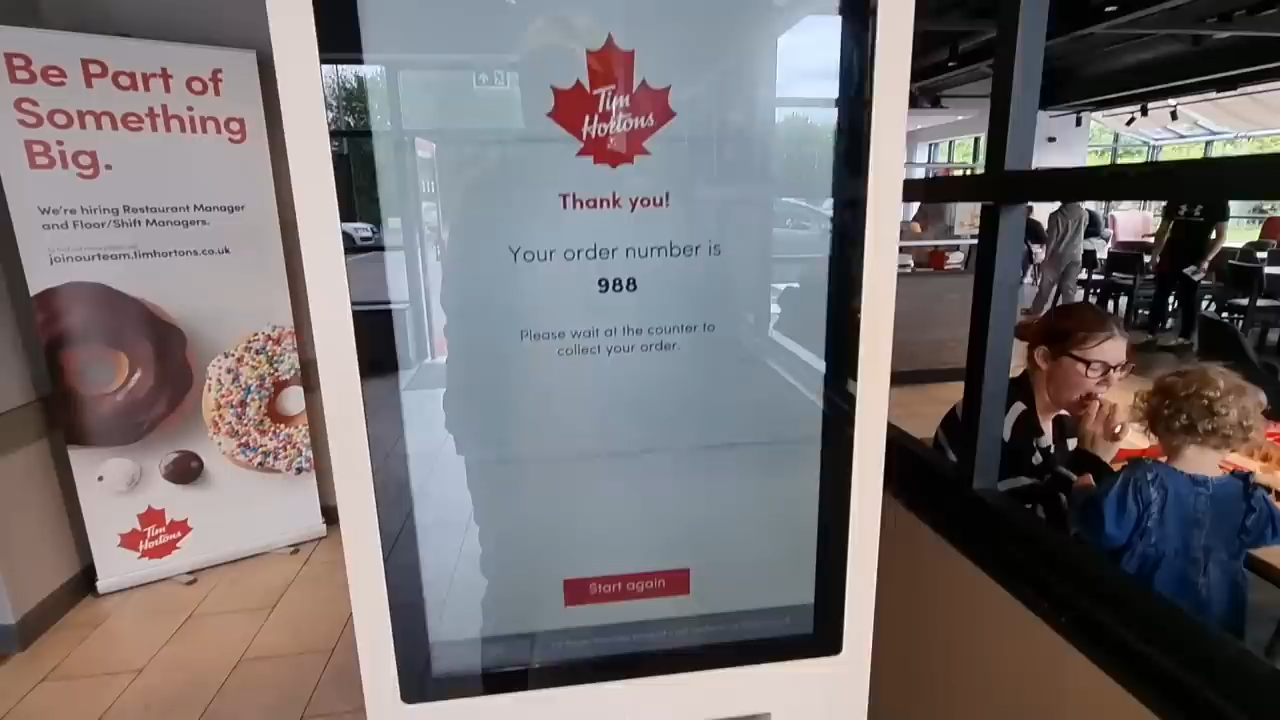 Be Part of
Something
Big.
We're hiring Restaurant Manager
and Floor/Shift Managers.
joinourteam.timhortons.co.uk
Tim
Hortons
Tim
Hortons
Thank you!
Your order number is
988
Please wait at the counter to
collect your order.
Start again